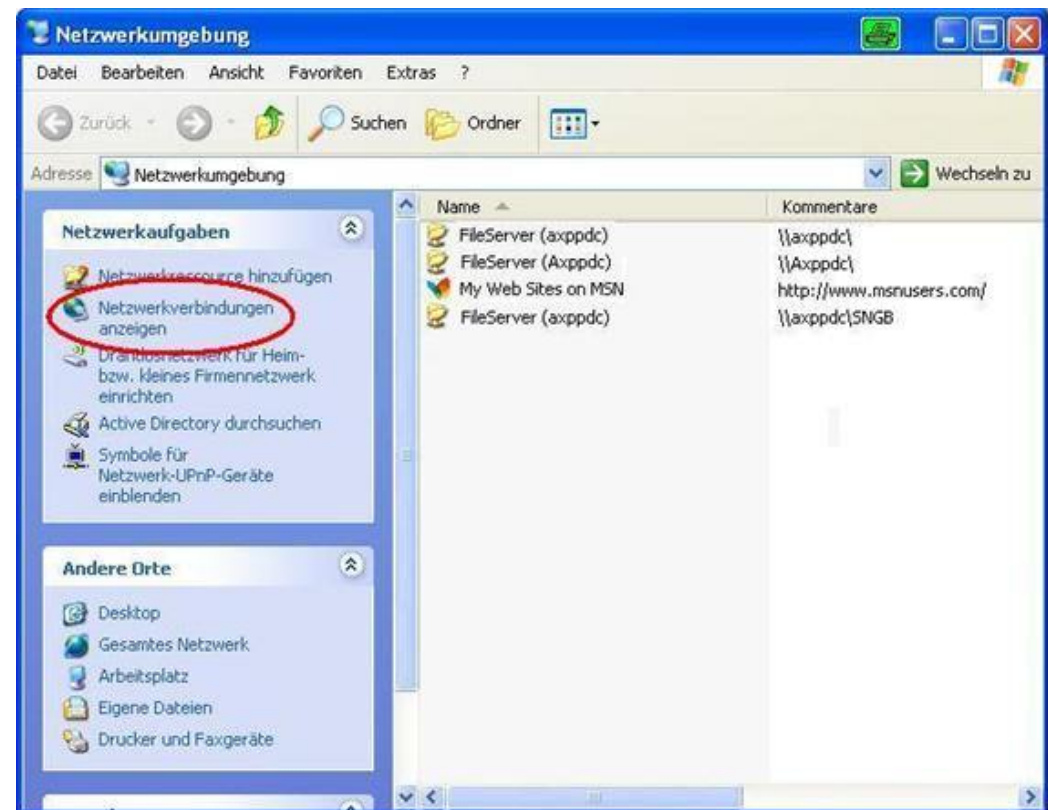 Netzwerkumgebung
Datei Bearbeiten Ansicht Favoriten Extras ?
Zurück Suchen Ordner
Adresse Netzwerkumgebung Wechseln zu
Netzwerkaufgaben
Netzwerkressource hinzufügen
Netzwerkverbindungen
anzeigen
Drahtlosnetzwerk für Heim-
bzw. kleines Firmennetzwerk
einrichten
Active Directory durchsuchen
Symbole für
Netzwerk-UPnP-Geräte
einblenden
Andere Orte
Desktop
Gesamtes Netzwerk
Arbeitsplatz
Eigene Dateien
Drucker und Faxgeräte
Name Kommentare
FileServer (axppdc) \\axppdc\
FileServer (Axppdc) \\Axppdc\
My Web Sites on MSN http://www.msnusers.com/
FileServer (axppdc) \\axppdc\SNGB